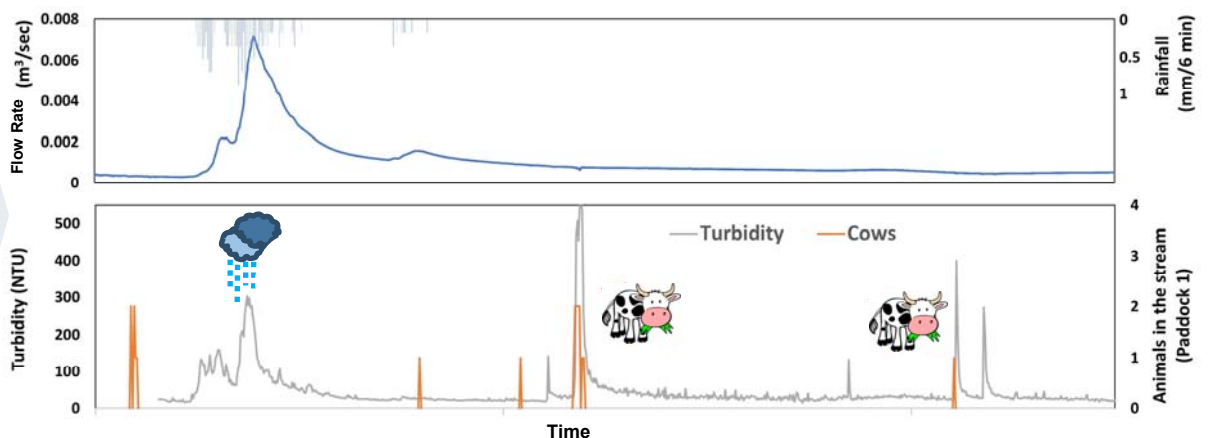 Flow Rate
(m³/sec)
0.008
0.006
0.004
0.002
0
0
0.5
1
Rainfall
(mm/6 min)
Turbidity (NTU)
500
400
300
200
100
0
Turbidity
Cows
4
3
2
1
0
Animals in the stream
(Paddock 1)
Time